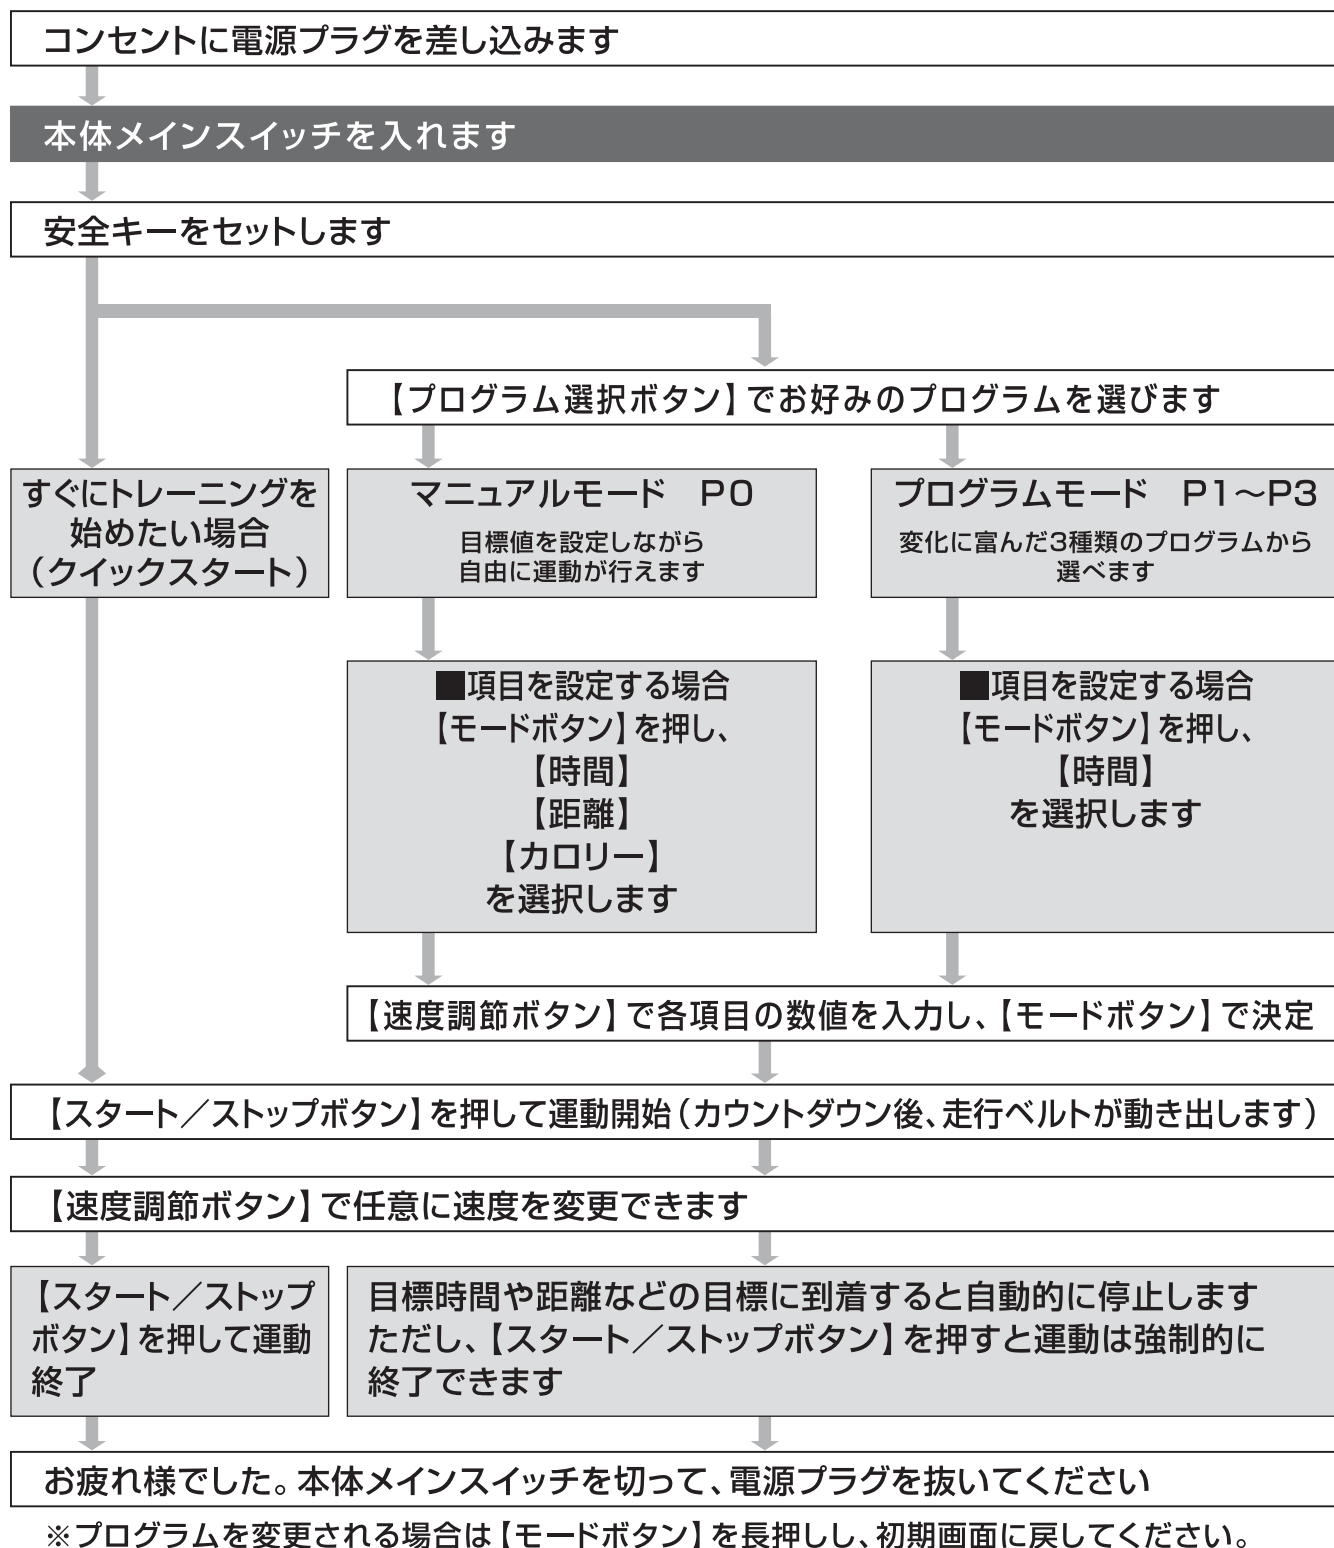 コンセントに電源プラグを差し込みます
本体メインスイッチを入れます
安全キーをセットします
【プログラム選択ボタン】でお好みのプログラムを選びます
すぐにトレーニングを
始めたい場合
（クイックスタート）
マニュアルモード　P0
目標値を設定しながら
自由に運動が行えます
プログラムモード　P1～P3
変化に富んだ3種類のプログラムから
選べます
■項目を設定する場合
【モードボタン】を押し、
【時間】
【距離】
【カロリー】
を選択します
■項目を設定する場合
【モードボタン】を押し、
【時間】
を選択します
【速度調節ボタン】で各項目の数値を入力し、【モードボタン】で決定
【スタート／ストップボタン】を押して運動開始（カウントダウン後、走行ベルトが動き出します）
【速度調節ボタン】で任意に速度を変更できます
【スタート／ストップ
ボタン】を押して運動
終了
目標時間や距離などの目標に到着すると自動的に停止します
ただし、【スタート／ストップボタン】を押すと運動は強制的に
終了できます
お疲れ様でした。本体メインスイッチを切って、電源プラグを抜いてください
※プログラムを変更される場合は【モードボタン】を長押しし、初期画面に戻してください。